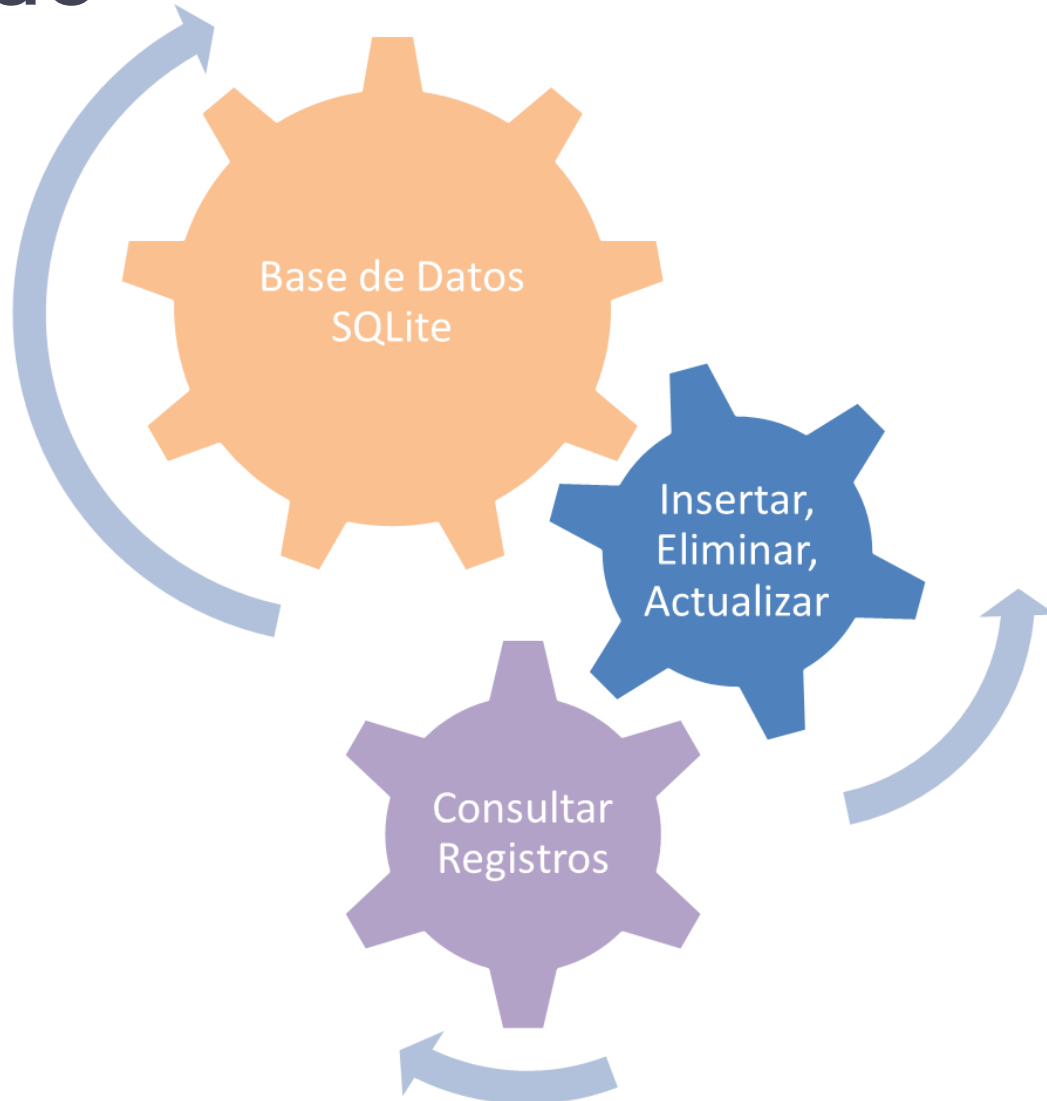 Base de Datos
SQLite
Insertar,
Eliminar,
Actualizar
Consultar
Registros